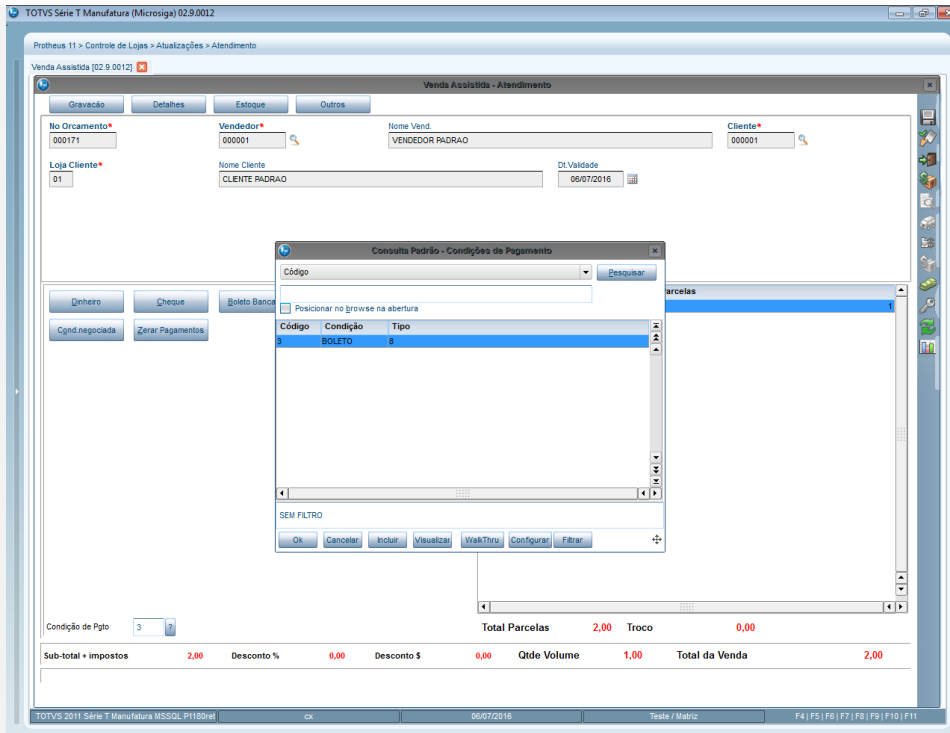 TOTVS Série T Manufatura (Microsiga) 02.9.0012
Protheus 11 > Controle de Lojas > Atualizações > Atendimento
Venda Assistida [02.9.0012]
Venda Assistida - Atendimento
Gravacáo Detalhes Estoque Outros
No Orcamento* Vendedor* Nome Vend. Cliente*
000171 000001 VENDEDOR PADRAO 000001
Loja Cliente* Nome Cliente Dt.Validade
01 CLIENTE PADRAO 06/07/2016
Consulta Padrão - Condições de Pagamento
Código Pesquisar
Dinheiro Cheque Boleto Banca arcelas
Posicionar no browse na abertura 1
Cond.negociada Zerar Pagamentos
Código Condição Tipo
3 BOLETO 8
SEM FILTRO
Ok Cancelar Incluir Visualizar WalkThru Configurar Filtrar
Condição de Pgto 3 ? Total Parcelas 2,00 Troco 0,00
Sub-total + impostos 2,00 Desconto % 0,00 Desconto $ 0,00 Qtde Volume 1,00 Total da Venda 2,00
TOTVS 2011 Série T Manufatura MSSQL P1180ret cx 06/07/2016 Teste / Matriz F4 | F5 | F6 | F7 | F8 | F9 | F10 | F11